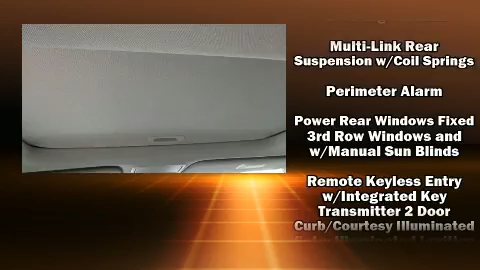 Multi-Link Rear
Suspension w/Coil Springs
Perimeter Alarm
Power Rear Windows Fixed
3rd Row Windows and
w/Manual Sun Blinds
Remote Keyless Entry
w/Integrated Key
Transmitter 2 Door
Curb/Courtesy Illuminated